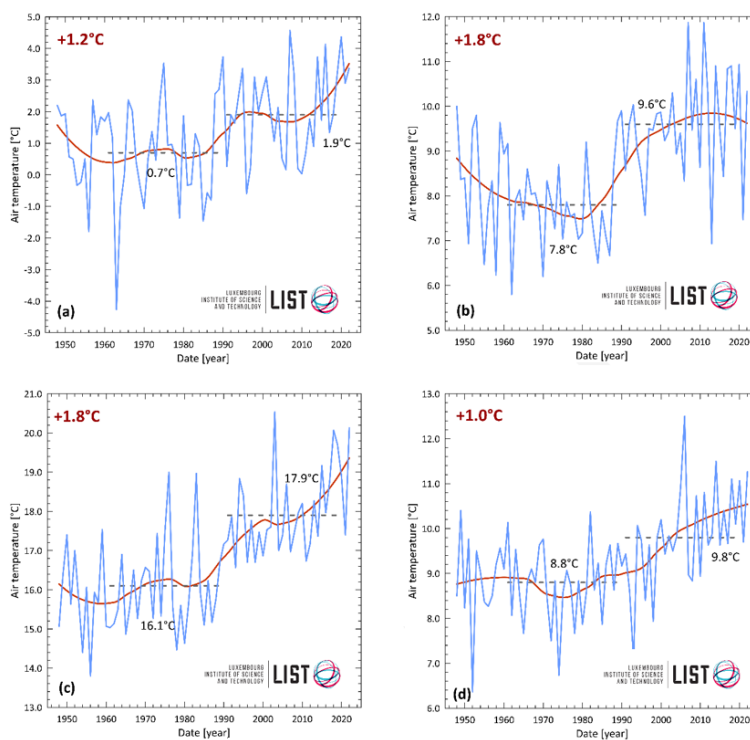 +1.2°C
5.0
4.0
3.0
2.0
1.0
0.0
-1.0
-2.0
-3.0
-4.0
-5.0
Air temperature [°C]
0.7°C
1.9°C
(a)
LUXEMBOURG
INSTITUTE OF SCIENCE
AND TECHNOLOGY
LIST
1950 1960 1970 1980 1990 2000 2010 2020
Date [year]
+1.8°C
12.0
11.0
10.0
9.0
8.0
7.0
6.0
5.0
Air temperature [°C]
9.6°C
7.8°C
(b)
LUXEMBOURG
INSTITUTE OF SCIENCE
AND TECHNOLOGY
LIST
1950 1960 1970 1980 1990 2000 2010 2020
Date [year]
+1.8°C
21.0
20.0
19.0
18.0
17.0
16.0
15.0
14.0
13.0
Air temperature [°C]
17.9°C
16.1°C
(c)
LUXEMBOURG
INSTITUTE OF SCIENCE
AND TECHNOLOGY
LIST
1950 1960 1970 1980 1990 2000 2010 2020
Date [year]
+1.0°C
13.0
12.0
11.0
10.0
9.0
8.0
7.0
6.0
Air temperature [°C]
8.8°C
9.8°C
(d)
LUXEMBOURG
INSTITUTE OF SCIENCE
AND TECHNOLOGY
LIST
1950 1960 1970 1980 1990 2000 2010 2020
Date [year]